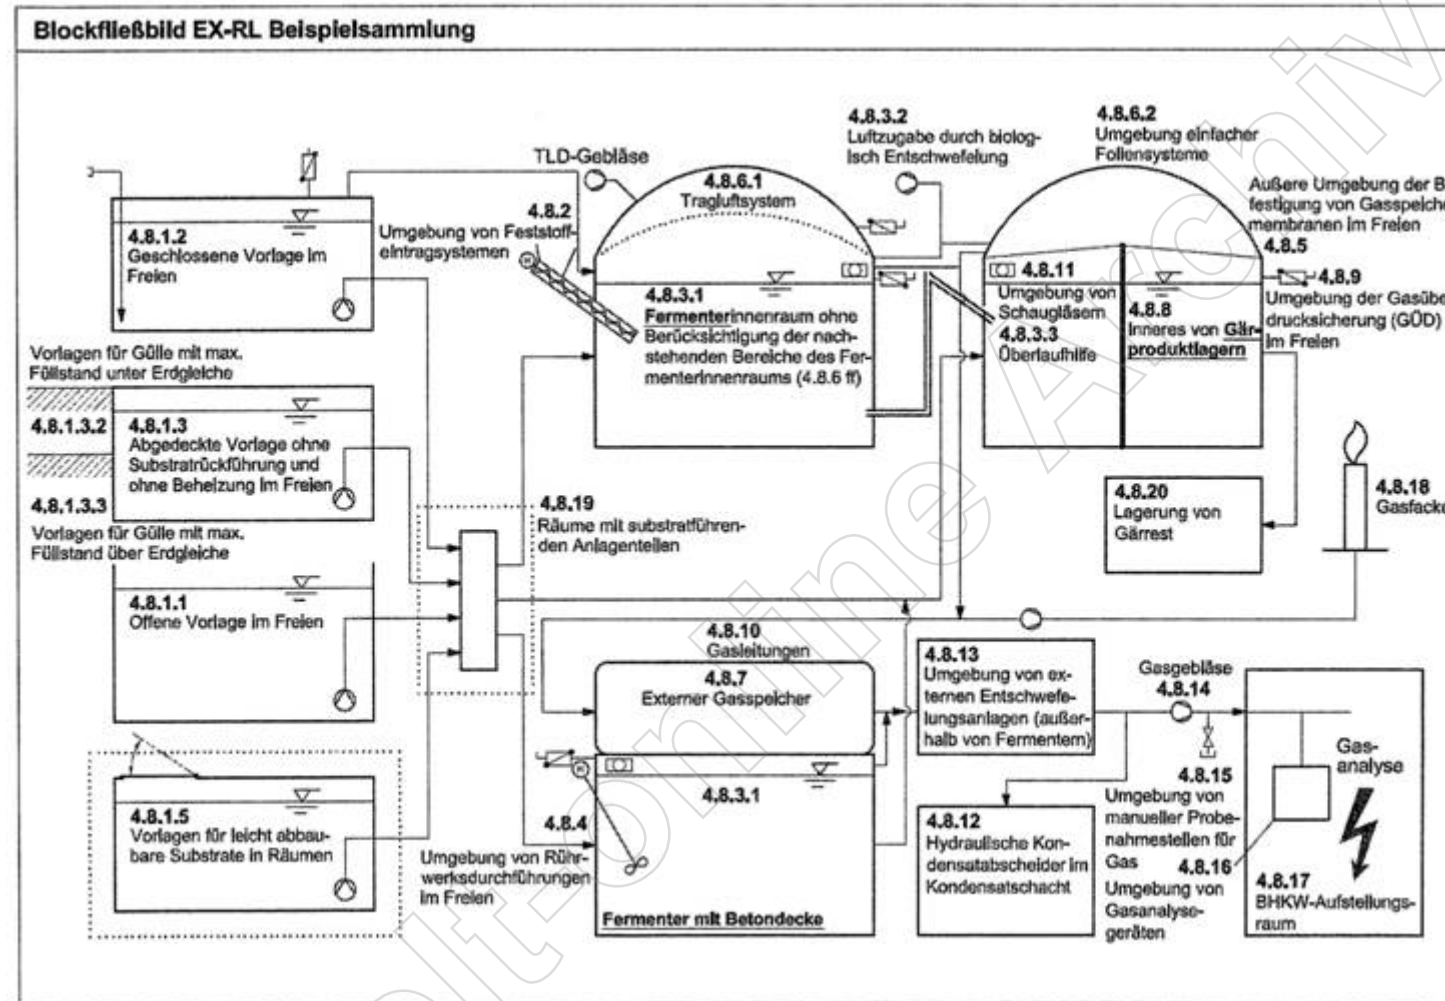 Blockfließbild EX-RL Beispielsammlung
4.8.1.2
Geschlossene Vorlage im
Freien
Vorlagen für Gülle mit max.
Füllstand unter Erdgleiche
4.8.1.3.2
4.8.1.3
Abgedeckte Vorlage ohne
Substratrückführung und
ohne Beheizung im Freien
4.8.1.3.3
Vorlagen für Gülle mit max.
Füllstand über Erdgleiche
4.8.1.1
Offene Vorlage im Freien
4.8.1.5
Vorlagen für leicht abbau-
bare Substrate in Räumen
TLD-Gebläse
4.8.2
Umgebung von Feststoff-
eintragsystemen
4.8.6.1
Tragluftsystem
4.8.3.1
Fermenterinnenraum ohne
Berücksichtigung der nach-
stehenden Bereiche des Fer-
menterinnenraums (4.8.6 ff)
4.8.3.2
Luftzugabe durch biolog-
isch Entschwefelung
4.8.6.2
Umgebung einfacher
Foliensysteme
Äußere Umgebung der B
festigung von Gasspeiche
membranen im Freien
4.8.5
4.8.11
Umgebung von
Schaugläsern
4.8.3.3
Überlaufhilfe
4.8.8
Inneres von Gär-
produktlagern
4.8.9
Umgebung der Gasübe
drucksicherung (GÜD)
im Freien
4.8.19
Räume mit substratführen-
den Anlagenteilen
4.8.20
Lagerung von
Gärrest
4.8.18
Gasfacke
4.8.10
Gasleitungen
4.8.7
Externer Gasspeicher
4.8.13
Umgebung von ex-
ternen Entschwefe-
lungsanlagen (außer-
halb von Fermentern)
Gasgebläse
4.8.14
4.8.3.1
4.8.4
Umgebung von Rühr-
werksdurchführungen
im Freien
Fermenter mit Betondecke
4.8.12
Hydraulische Kon-
densatabscheider im
Kondensatschacht
4.8.15
Umgebung von
manueller Probe-
nahmestellen für
Gas
4.8.16
Umgebung von
Gasanalyse-
geräten
Gas-
analyse
4.8.17
BHKW-Aufstellungs-
raum
elt-online Archiv